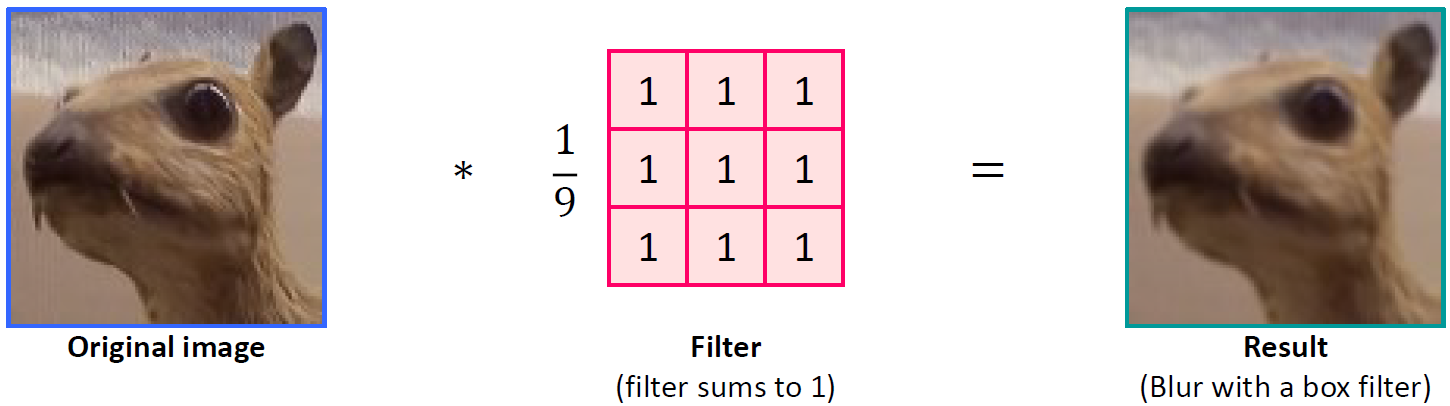 * 1/9 =
1 1 1
1 1 1
1 1 1
Original image
Filter
(filter sums to 1)
Result
(Blur with a box filter)